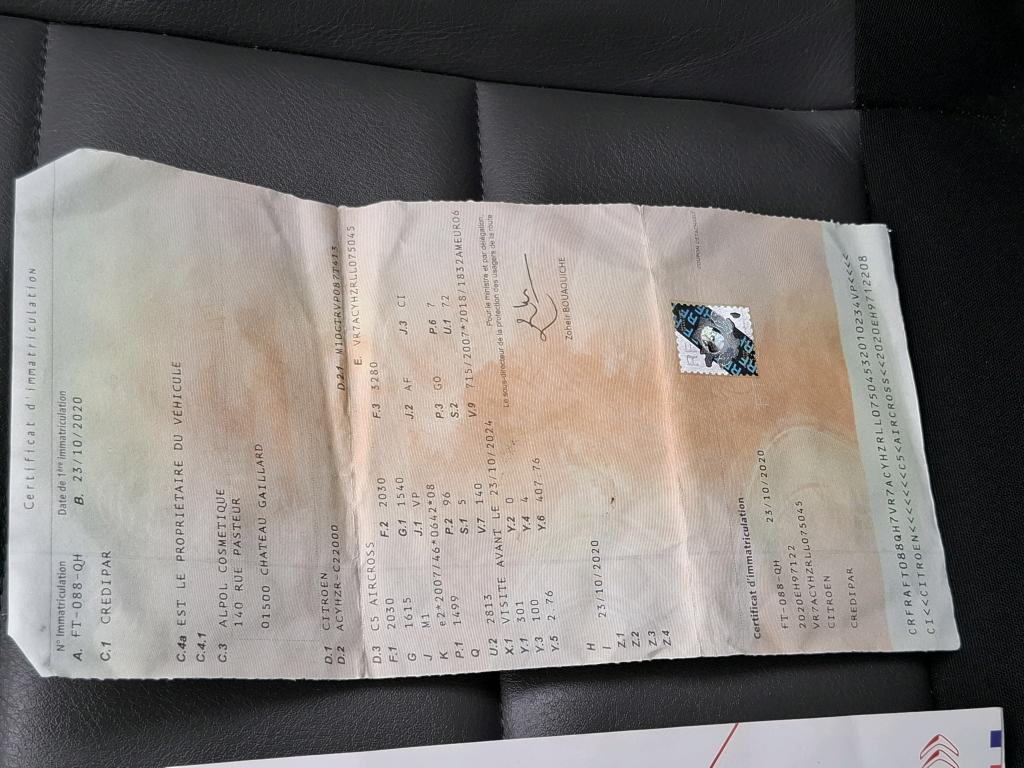 Certificat d'immatriculation
N° Immatriculation Date de 1ère immatriculation
A. FT-088-QH B. 23/10/2020
C.1 CREDIPAR
C.4a EST LE PROPRIÉTAIRE DU VÉHICULE
C.4.1
C.3 ALPOL COSMETIQUE
140 RUE PASTEUR
01500 CHATEAU GAILLARD
D.1 CITROEN
D.2 ACYHZR-C22000 D.2.1 M10CTRVP087T413
E. VR7ACYHZRLL075045
D.3 C5 AIRCROSS
F.1 2030 F.2 2030 F.3 3280
G 1615 G.1 1540
J M1 J.1 VP J.2 AF J.3 CI
K e2*2007/46*0642*08
P.1 1499 P.2 96 P.3 GO P.6 7
Q S.1 5 S.2 U.1 72
U.2 2813 V.7 140 V.9 715/2007*2018/1832AMEUR06
X.1 VISITE AVANT LE 23/10/2024
Y.1 301 Y.2 0
Y.3 100 Y.4 4
Y.5 2.76 Y.6 407.76
Pour le ministre et par délégation,
Le sous-directeur de la protection des usagers de la route
Zoheir BOUAOUICHE
H
I 23/10/2020
Z.1
Z.2
Z.3
Z.4
COUPON DÉTACHABLE
Certificat d'immatriculation
FT-088-QH 23/10/2020
2020EH97122
VR7ACYHZRLL075045
CITROEN
CREDIPAR
RF
CRFRAFT088QH7VR7ACYHZRLL07504532010234VP<<<<
CI<<CITROEN<<<<<<C5<AIRCROSS<<2020EH9712208